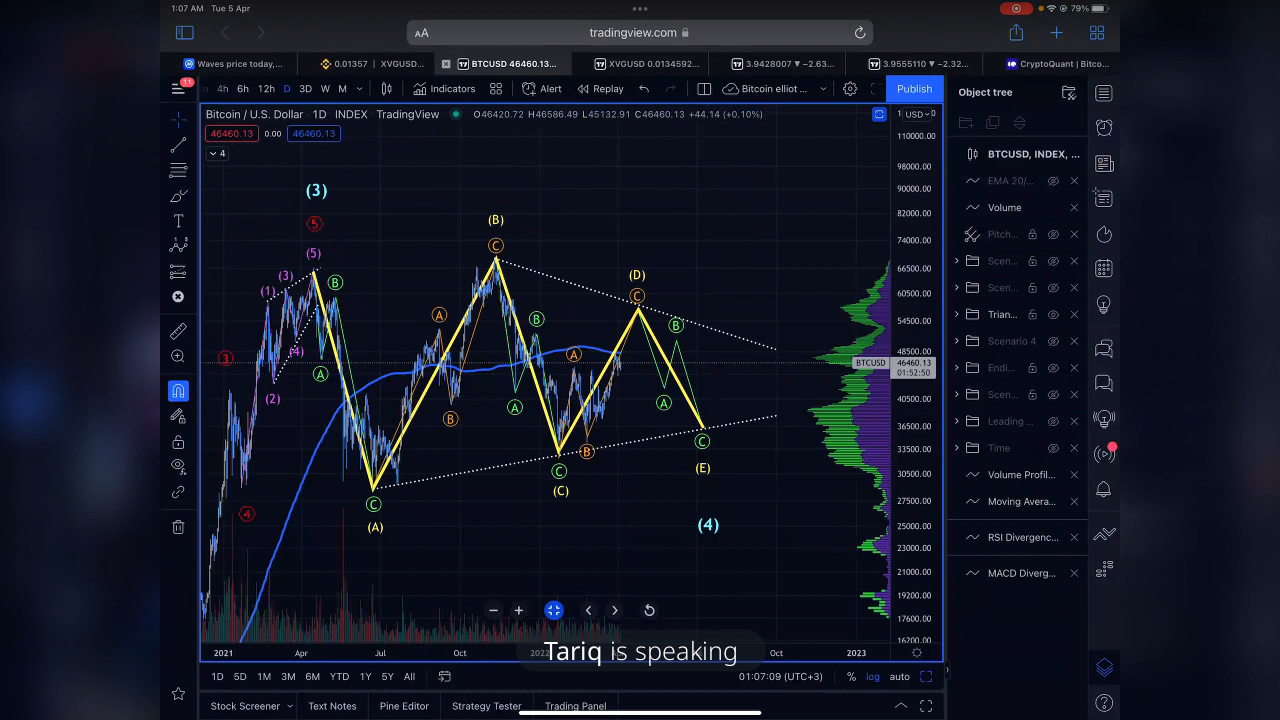 1:07 AM Tue 5 Apr
79%
AA
tradingview.com
Waves price today,...
0.01357 | XVGUSD...
BTCUSD 46460.13...
XVGUSD 0.0134592...
3.9428007 ▼ −2.63...
3.9555110 ▼ −2.32...
CryptoQuant | Bitco...
11
4h 6h 12h D 3D W M
Indicators
Alert
Replay
Bitcoin elliot ...
Publish
Object tree
Bitcoin / U.S. Dollar · 1D · INDEX · TradingView
O46420.72 H46586.49 L45132.91 C46460.13 +44.14 (+0.10%)
USD
46460.13 0.00 46460.13
4
110000.00
98000.00
90000.00
82000.00
74000.00
66500.00
60500.00
54500.00
48500.00
BTCUSD 46460.13
01:52:50
40500.00
36500.00
33500.00
30500.00
27500.00
25000.00
23000.00
21000.00
19200.00
17600.00
16200.00
(3)
5
(5)
(3)
(1)
B
(4)
3
A
(2)
4
C
(A)
(B)
C
A
B
B
A
A
B
C
(C)
(D)
C
B
A
C
(E)
(4)
BTCUSD, INDEX, ...
EMA 20/...
Volume
Pitch...
Scen...
Scen...
Trian...
Scenario 4
Endi...
Scen...
Leading ...
Time
Volume Profil...
Moving Avera...
RSI Divergenc...
MACD Diverg...
Tariq is speaking
2021 Apr Jul Oct 2022 Oct 2023
1D 5D 1M 3M 6M YTD 1Y 5Y All
01:07:09 (UTC+3)
% log auto
Stock Screener
Text Notes
Pine Editor
Strategy Tester
Trading Panel